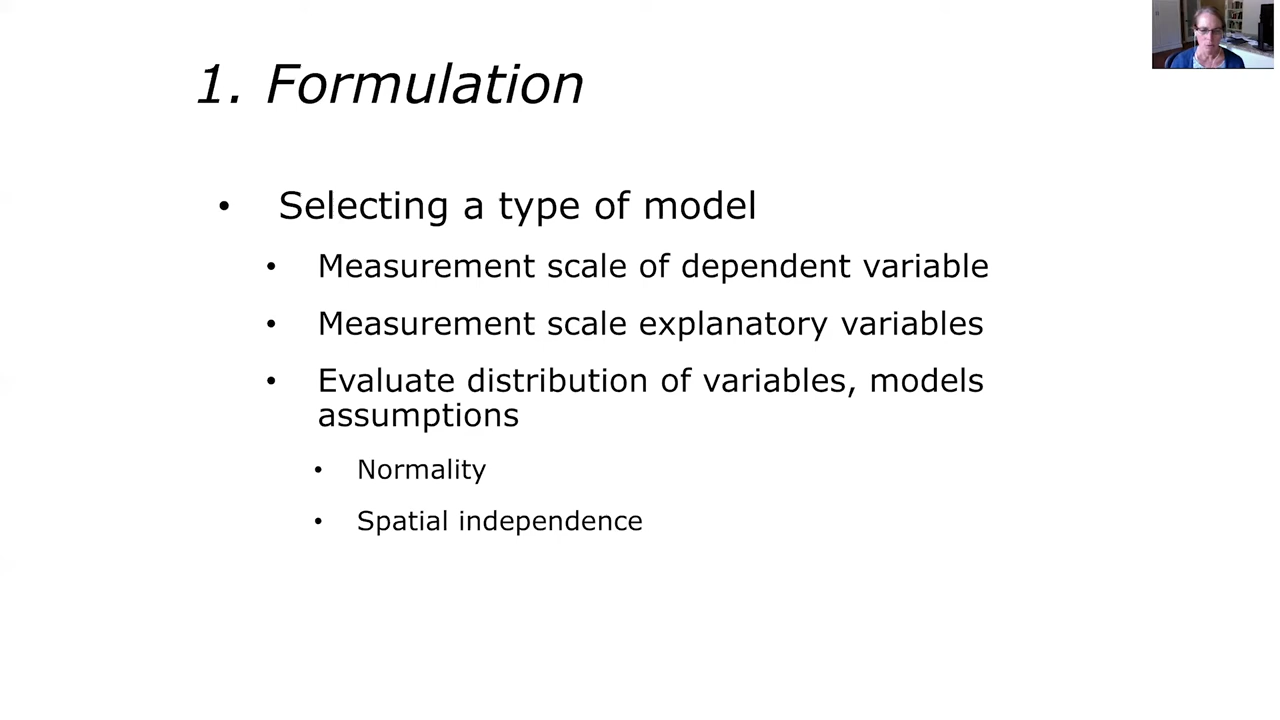 1. Formulation
• Selecting a type of model
• Measurement scale of dependent variable
• Measurement scale explanatory variables
• Evaluate distribution of variables, models
assumptions
• Normality
• Spatial independence